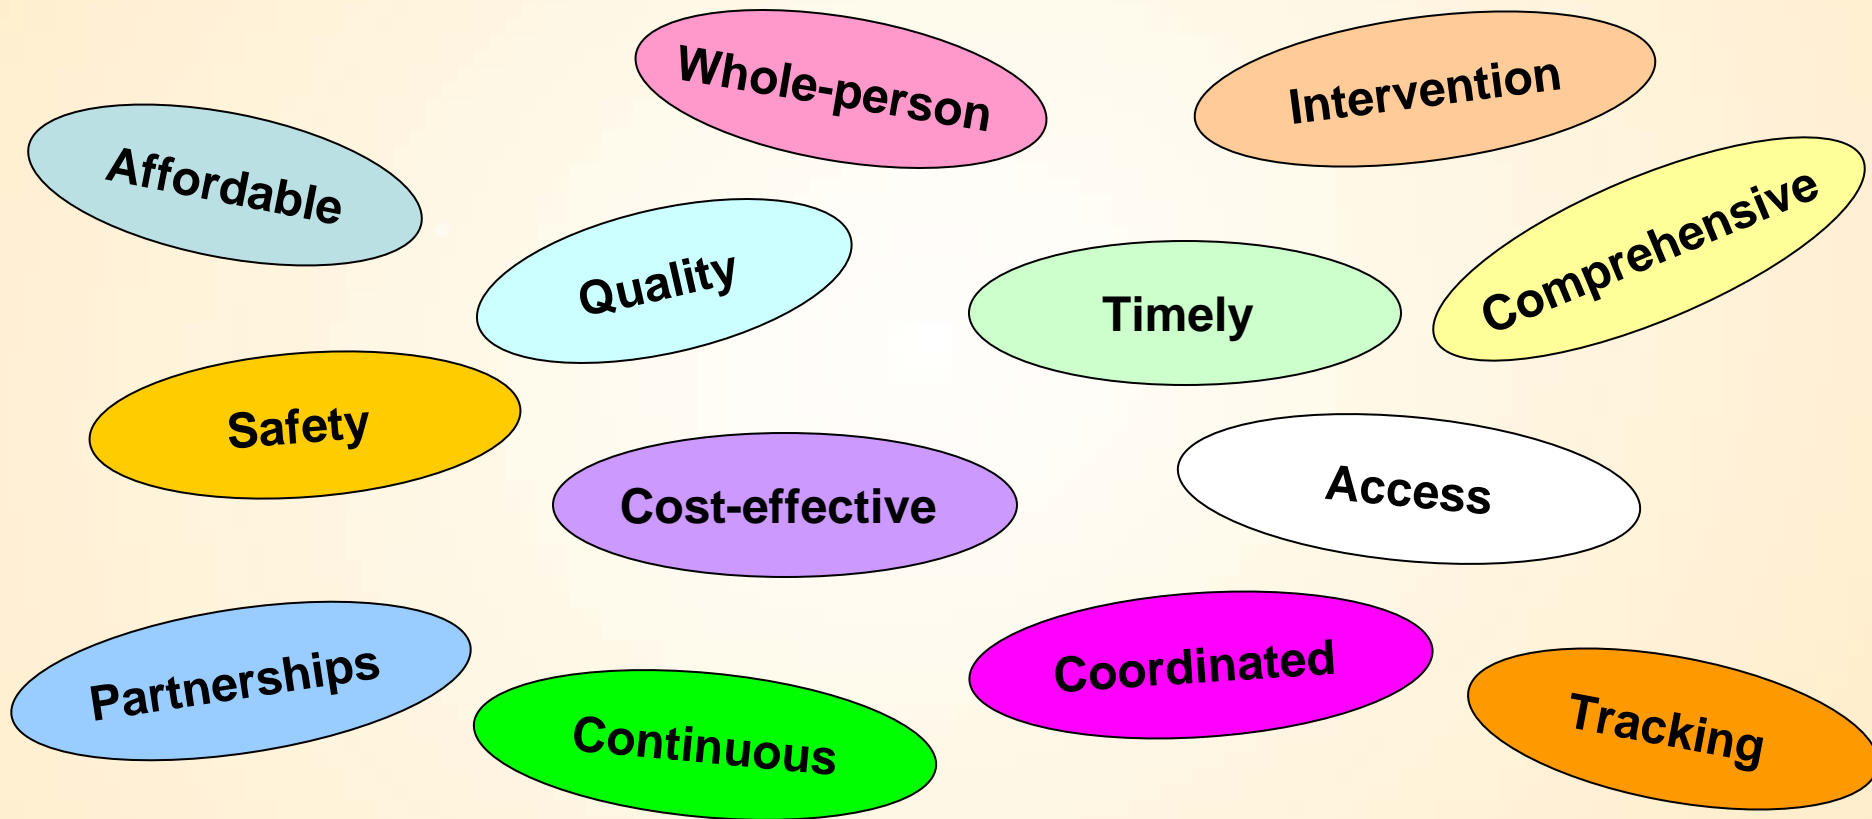 Whole-person
Intervention
Affordable
Comprehensive
Quality
Timely
Safety
Access
Cost-effective
Partnerships
Coordinated
Tracking
Continuous